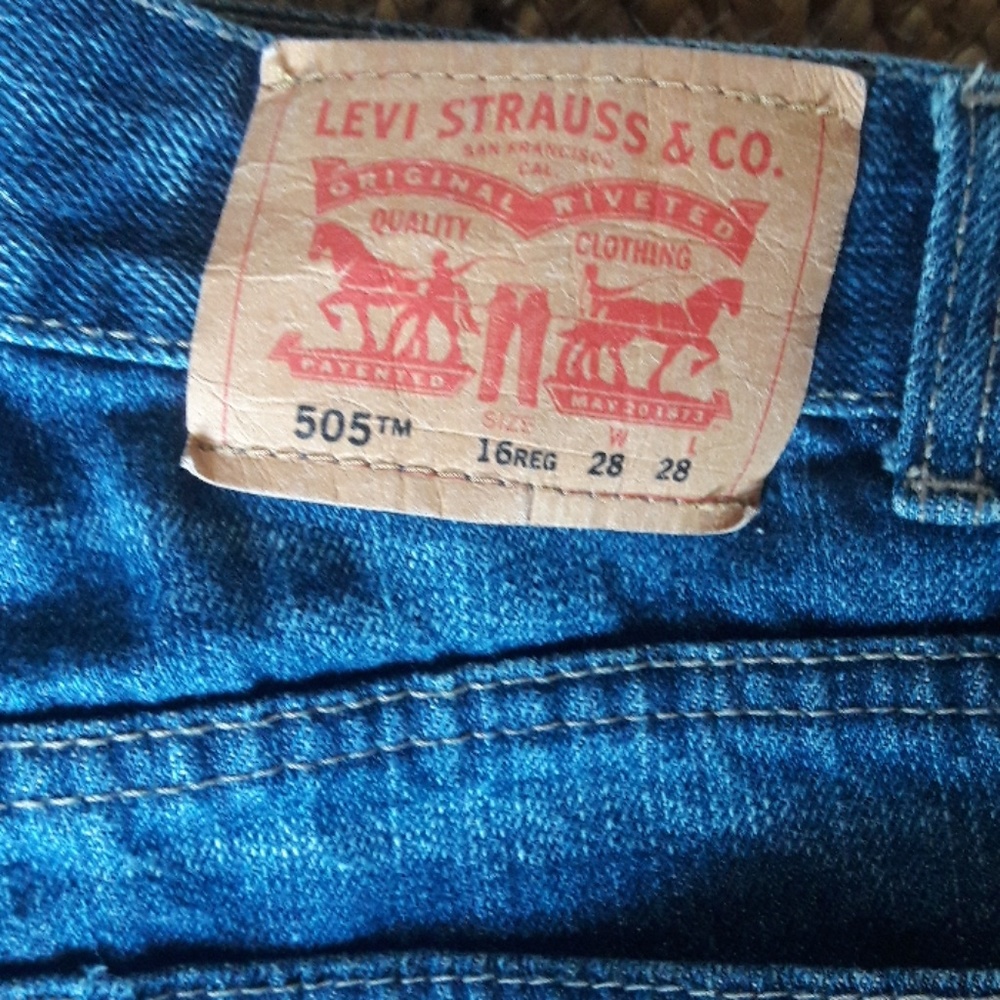 LEVI STRAUSS & CO.
SAN FRANCISCO
CAL.
ORIGINAL RIVETED
QUALITY CLOTHING
PATENTED MAY 20 1873
SIZE W L
505™ 16REG 28 28